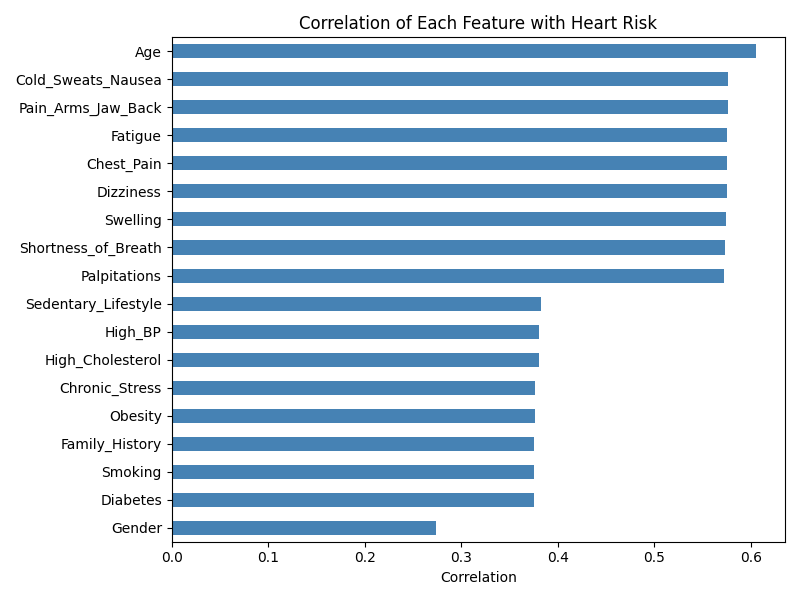 Correlation of Each Feature with Heart Risk
Age
Cold_Sweats_Nausea
Pain_Arms_Jaw_Back
Fatigue
Chest_Pain
Dizziness
Swelling
Shortness_of_Breath
Palpitations
Sedentary_Lifestyle
High_BP
High_Cholesterol
Chronic_Stress
Obesity
Family_History
Smoking
Diabetes
Gender
0.0 0.1 0.2 0.3 0.4 0.5 0.6
Correlation